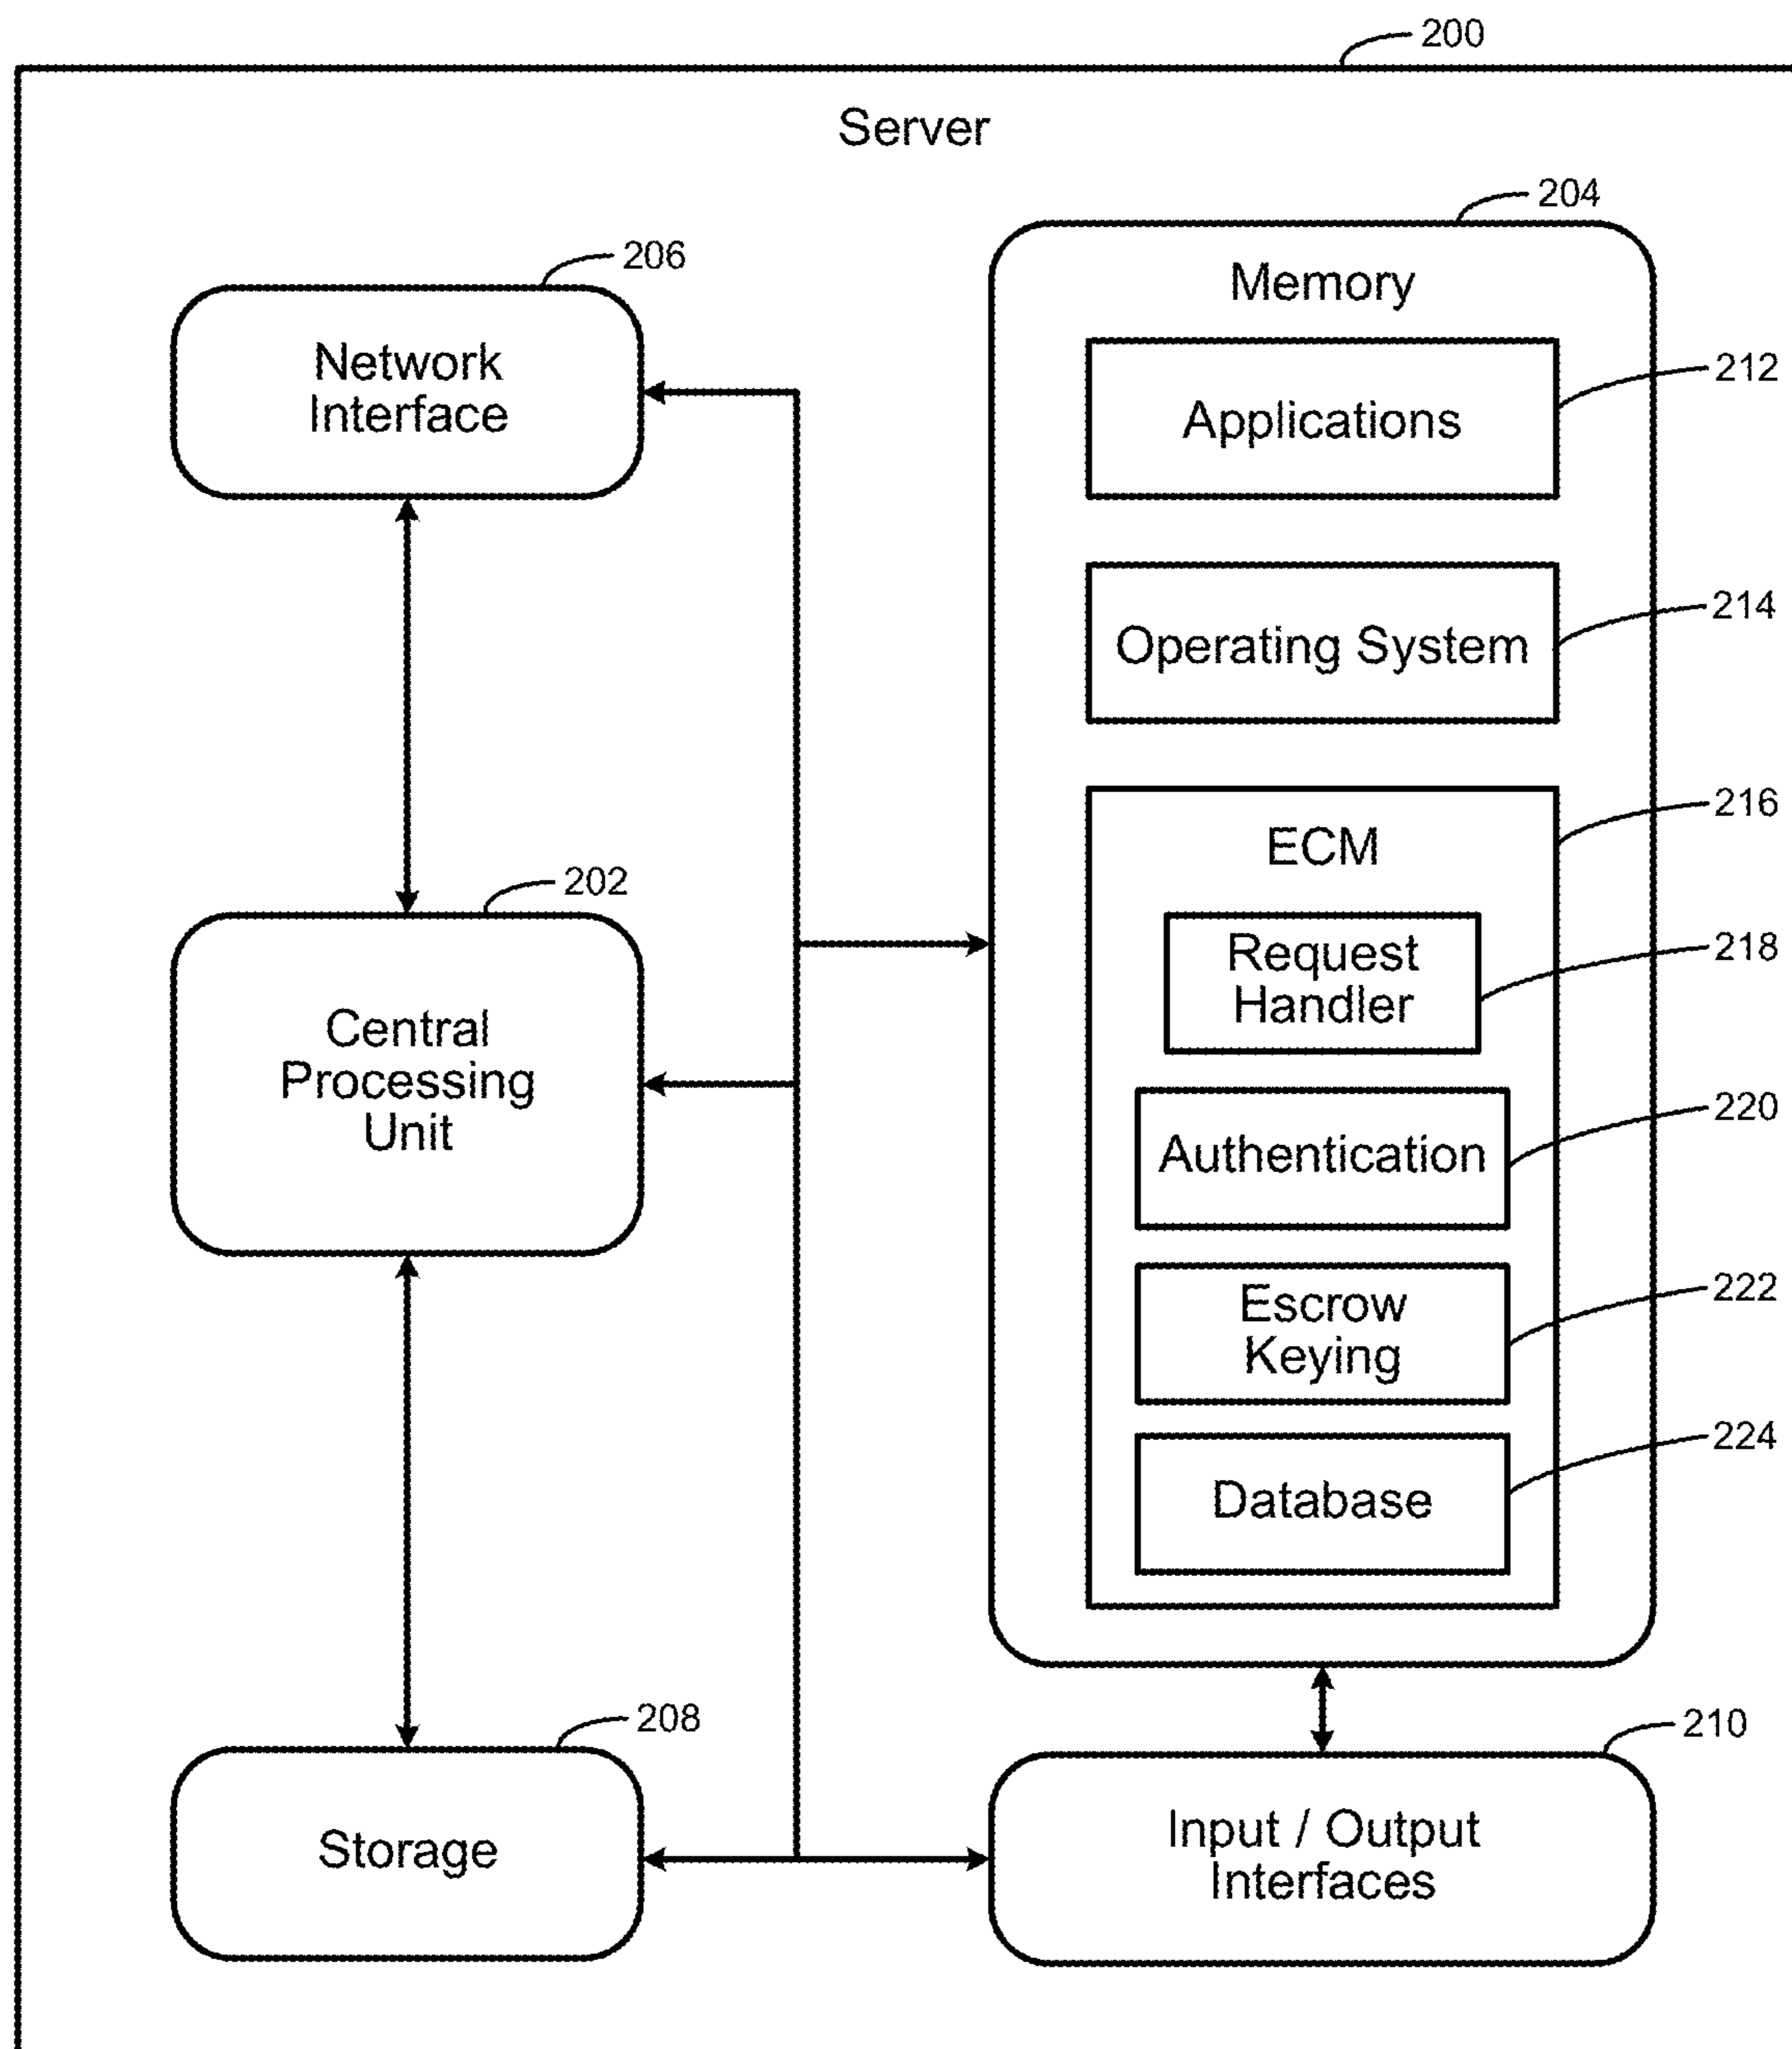 200
Server
204
206
Memory
Network
Interface
212
Applications
214
Operating System
216
ECM
202
Request
Handler
218
Central
Processing
Unit
220
Authentication
222
Escrow
Keying
224
Database
208
210
Storage
Input / Output
Interfaces